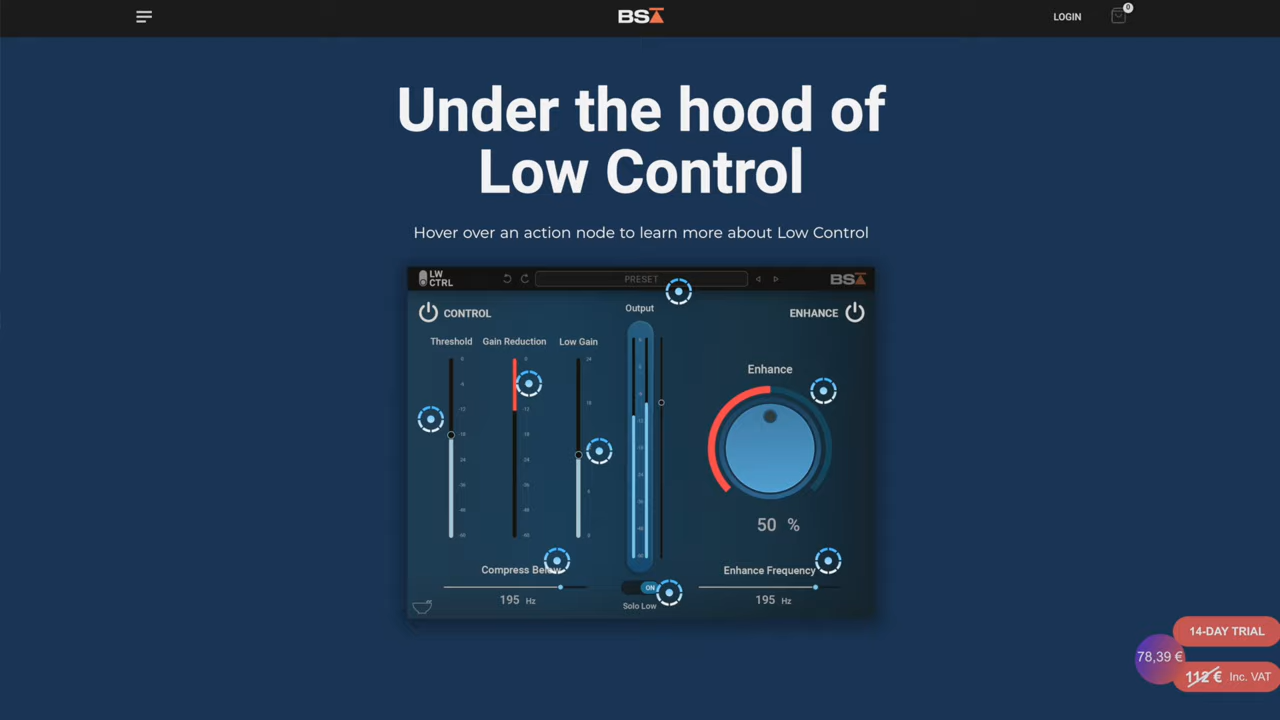 BSA
LOGIN
0
Under the hood of
Low Control
Hover over an action node to learn more about Low Control
LW
CTRL
PRESET
BSA
CONTROL
Output
ENHANCE
Threshold
Gain Reduction
Low Gain
Enhance
50 %
Compress Below
195 Hz
ON
Solo Low
Enhance Frequency
195 Hz
14-DAY TRIAL
78,39 €
112 € Inc. VAT